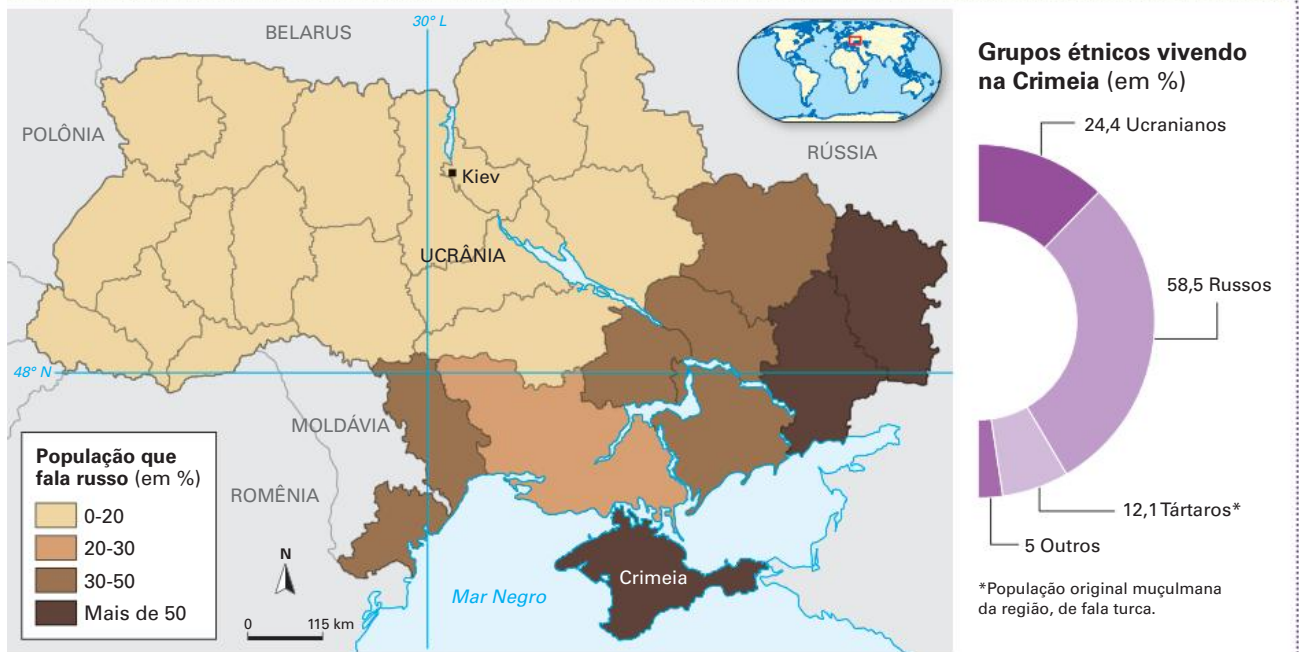 30° L
BELARUS
POLÔNIA
RÚSSIA
Kiev
UCRÂNIA
48° N
MOLDÁVIA
ROMÊNIA
Crimeia
Mar Negro
População que
fala russo (em %)
0-20
20-30
30-50
Mais de 50
N
0 115 km
Grupos étnicos vivendo
na Crimeia (em %)
24,4 Ucranianos
58,5 Russos
12,1 Tártaros*
5 Outros
*População original muçulmana
da região, de fala turca.